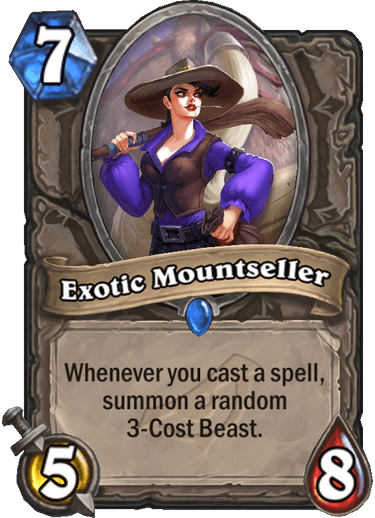 7
Exotic Mountseller
Whenever you cast a spell,
summon a random
3-Cost Beast.
5
8